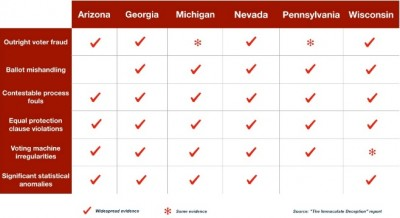 Arizona Georgia Michigan Nevada Pennsylvania Wisconsin
Outright voter fraud
Ballot mishandling
Contestable process
fouls
Equal protection
clause violations
Voting machine
irregularities
Significant statistical
anomalies
Widespread evidence Some evidence Source: "The Immaculate Deception" report